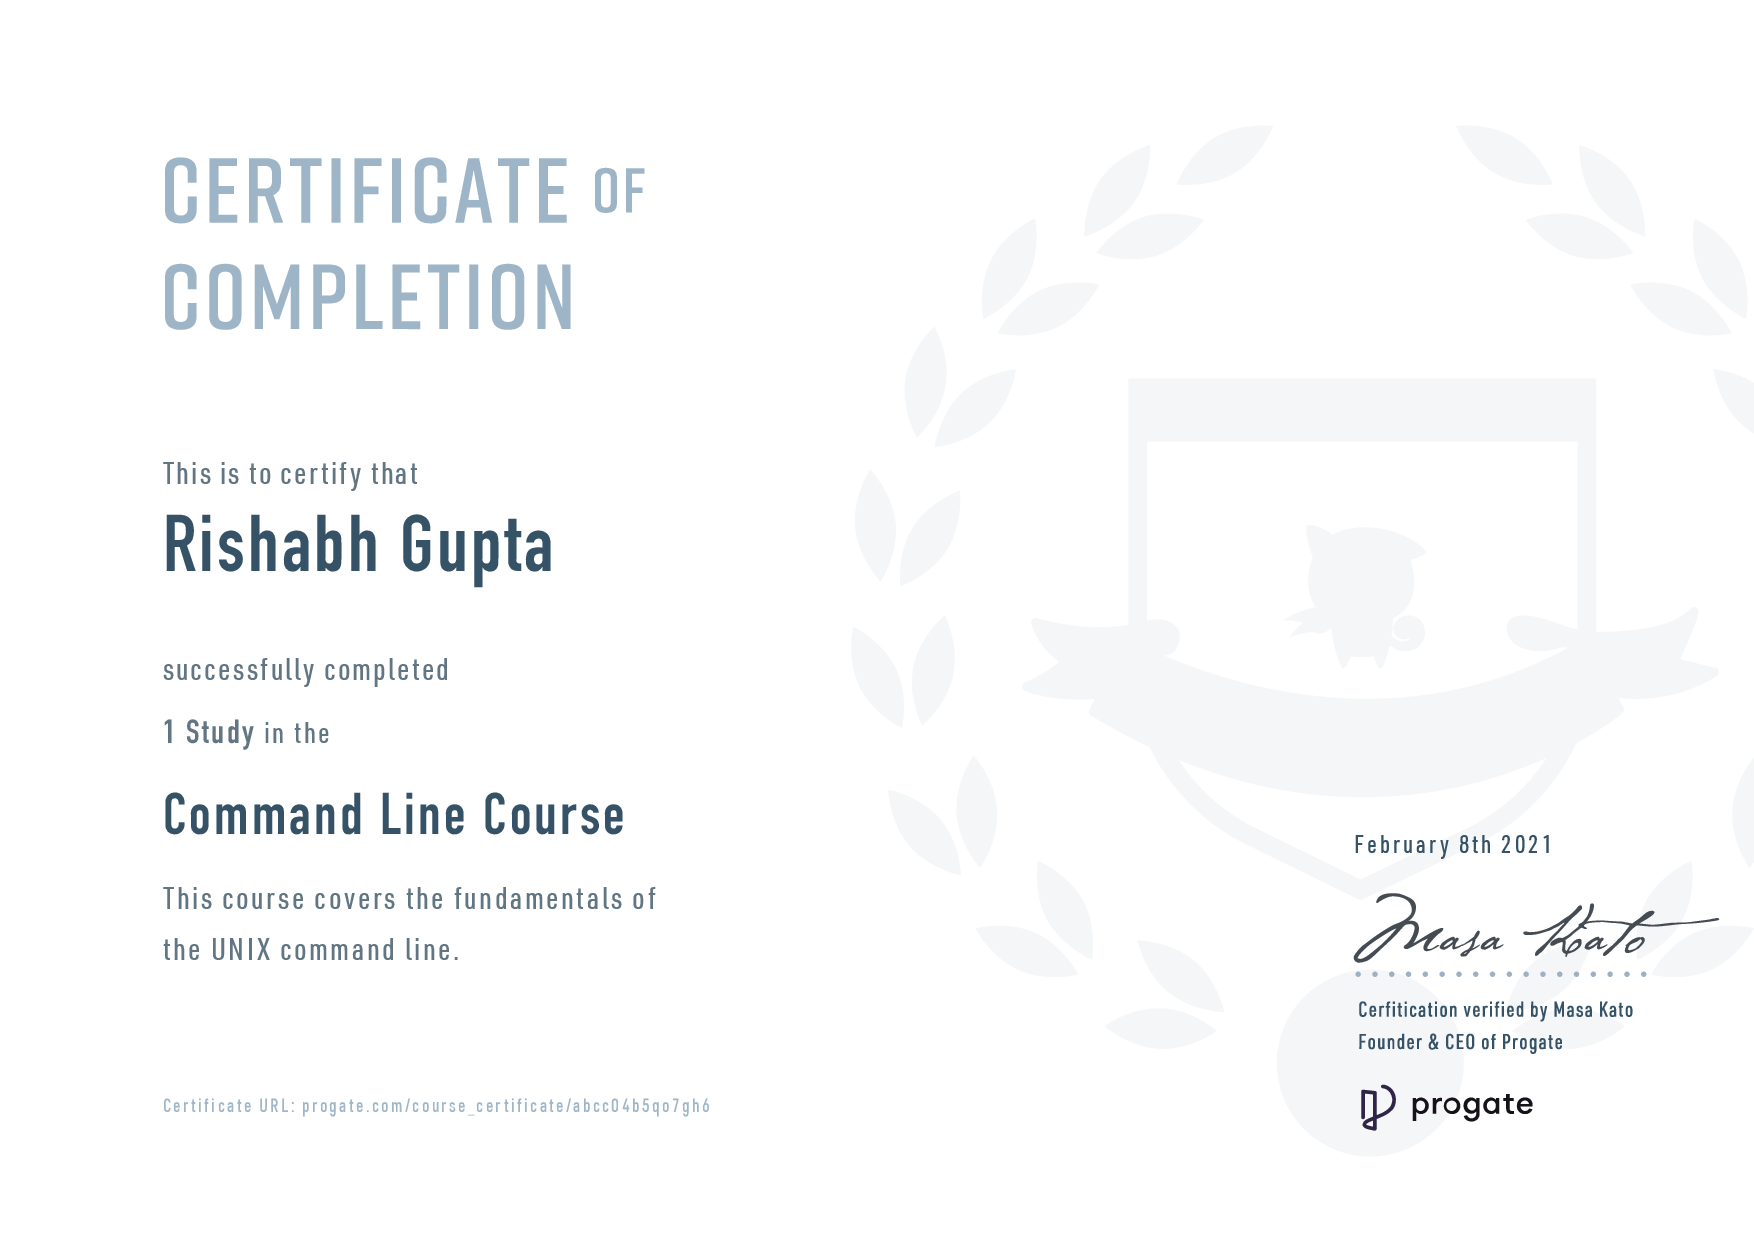 CERTIFICATE OF
COMPLETION
This is to certify that
Rishabh Gupta
successfully completed
1 Study in the
Command Line Course
This course covers the fundamentals of
the UNIX command line.
February 8th 2021
Masa Kato
Cerfitication verified by Masa Kato
Founder & CEO of Progate
progate
Certificate URL: progate.com/course_certificate/abcc04b5qo7gh6